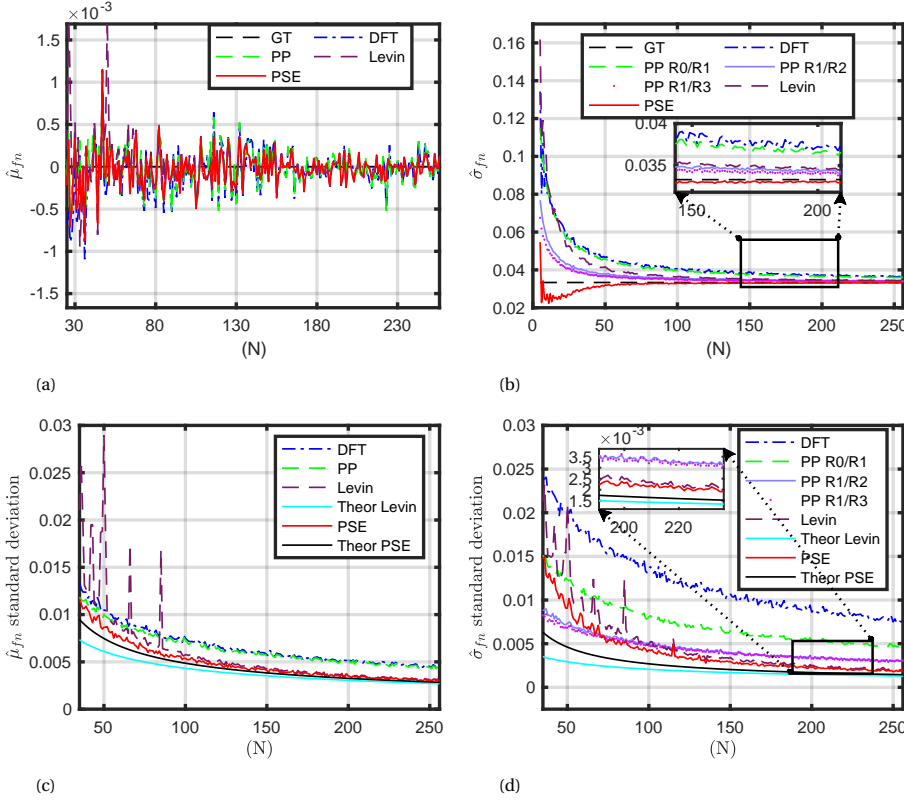 ×10⁻³
1.5
1
0.5
0
-0.5
-1
-1.5
GT
DFT
PP
Levin
PSE
μ̂_fn
30
80
130
180
230
(N)
(a)
0.16
0.14
0.12
0.1
0.08
0.06
0.04
0.02
GT
DFT
PP R0/R1
PP R1/R2
PP R1/R3
Levin
PSE
0.04
0.035
150
200
σ̂_fn
0
50
100
150
200
250
(N)
(b)
0.03
0.025
0.02
0.015
0.01
0.005
0
DFT
PP
Levin
Theor Levin
PSE
Theor PSE
μ̂_fn standard deviation
50
100
150
200
250
(N)
(c)
0.03
0.025
0.02
0.015
0.01
0.005
0
×10⁻³
3.5
2.5
1.5
200
220
DFT
PP R0/R1
PP R1/R2
PP R1/R3
Levin
Theor Levin
PSE
Theor PSE
σ̂_fn standard deviation
50
100
150
200
250
(N)
(d)